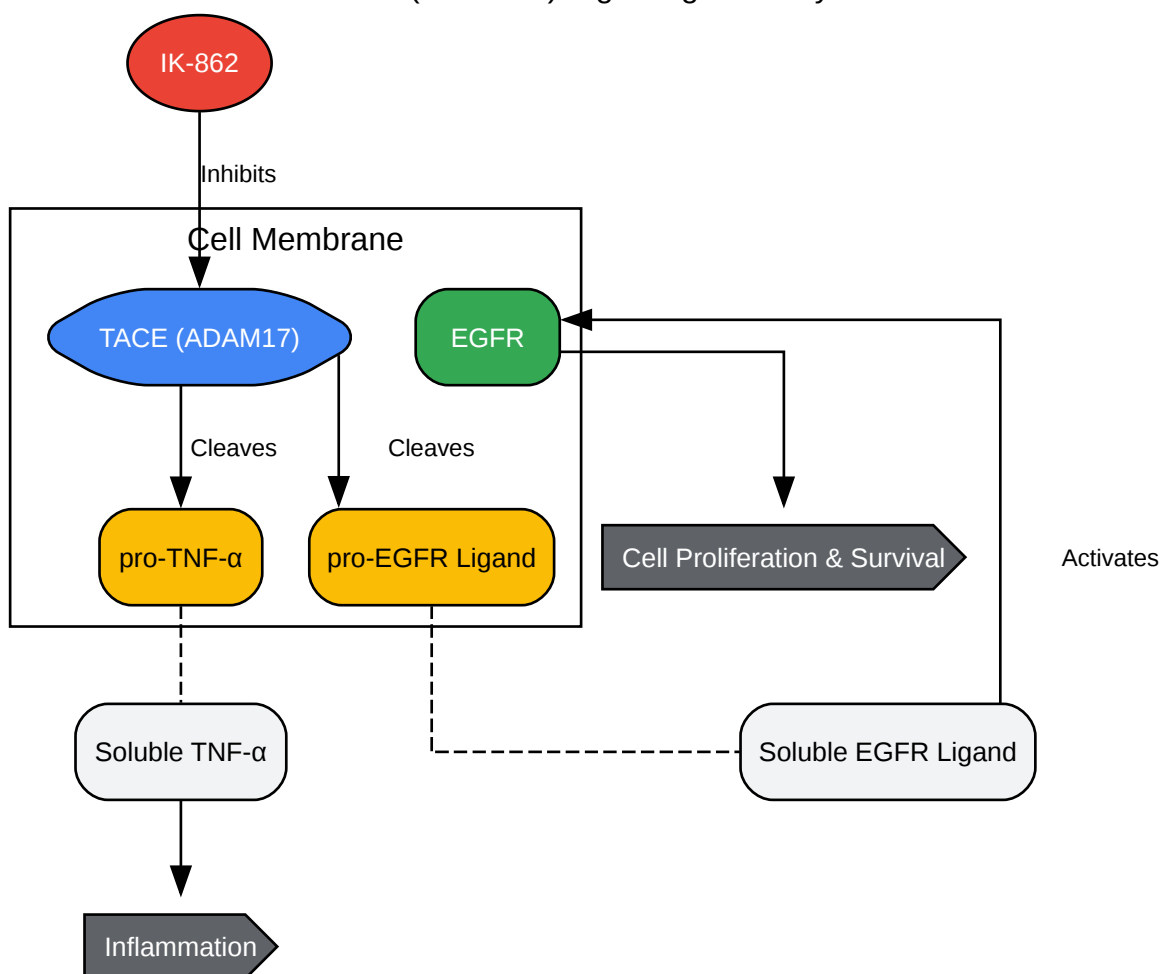 IK-862
Inhibits
Cell Membrane
TACE (ADAM17)
EGFR
Cleaves
Cleaves
pro-TNF-α
pro-EGFR Ligand
Cell Proliferation & Survival
Activates
Soluble TNF-α
Soluble EGFR Ligand
Inflammation